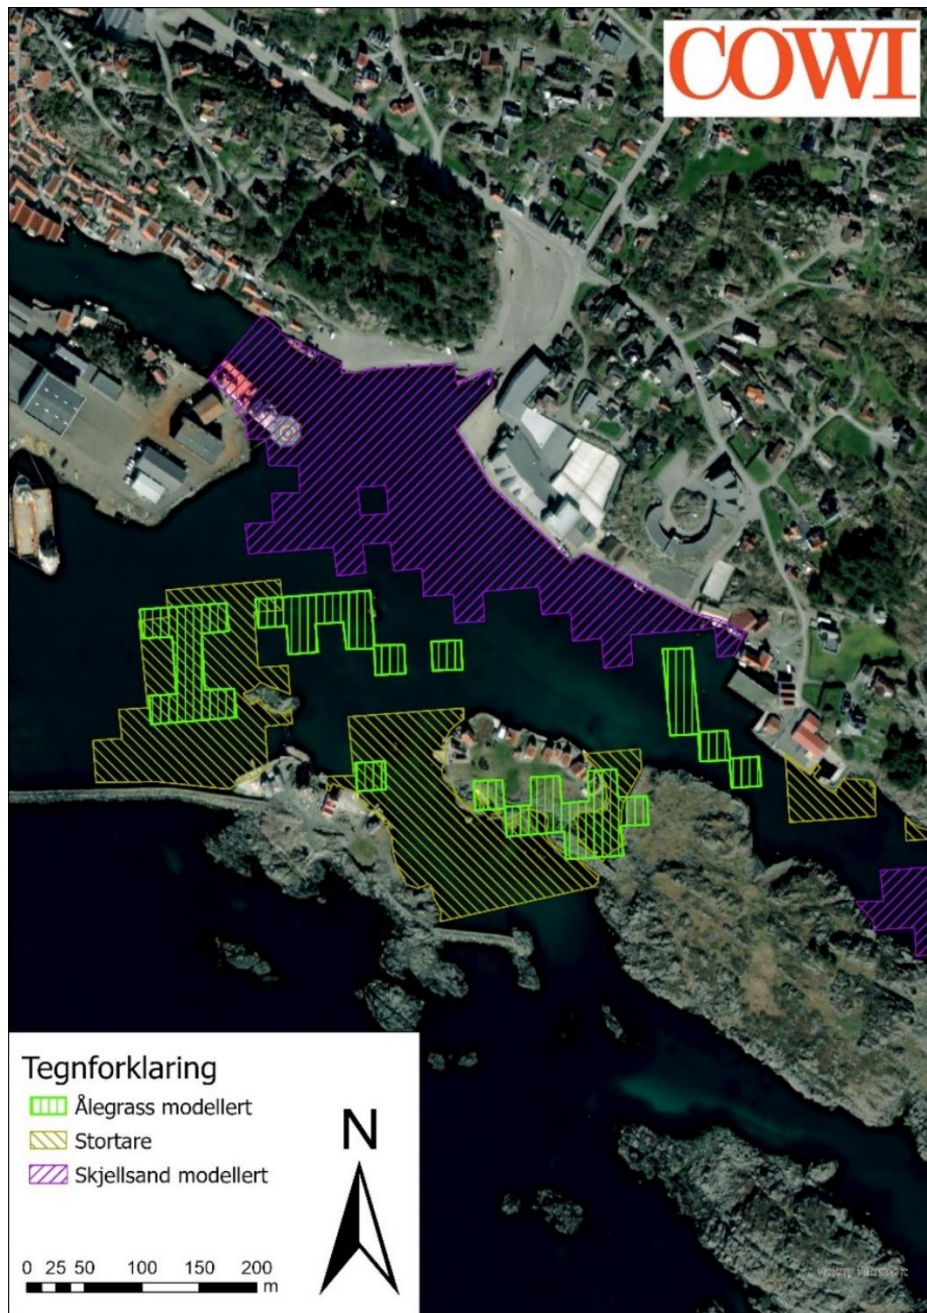 COWI
Tegnforklaring
Ålegrass modellert
Stortare
Skjellsand modellert
N
0 25 50 100 150 200
m